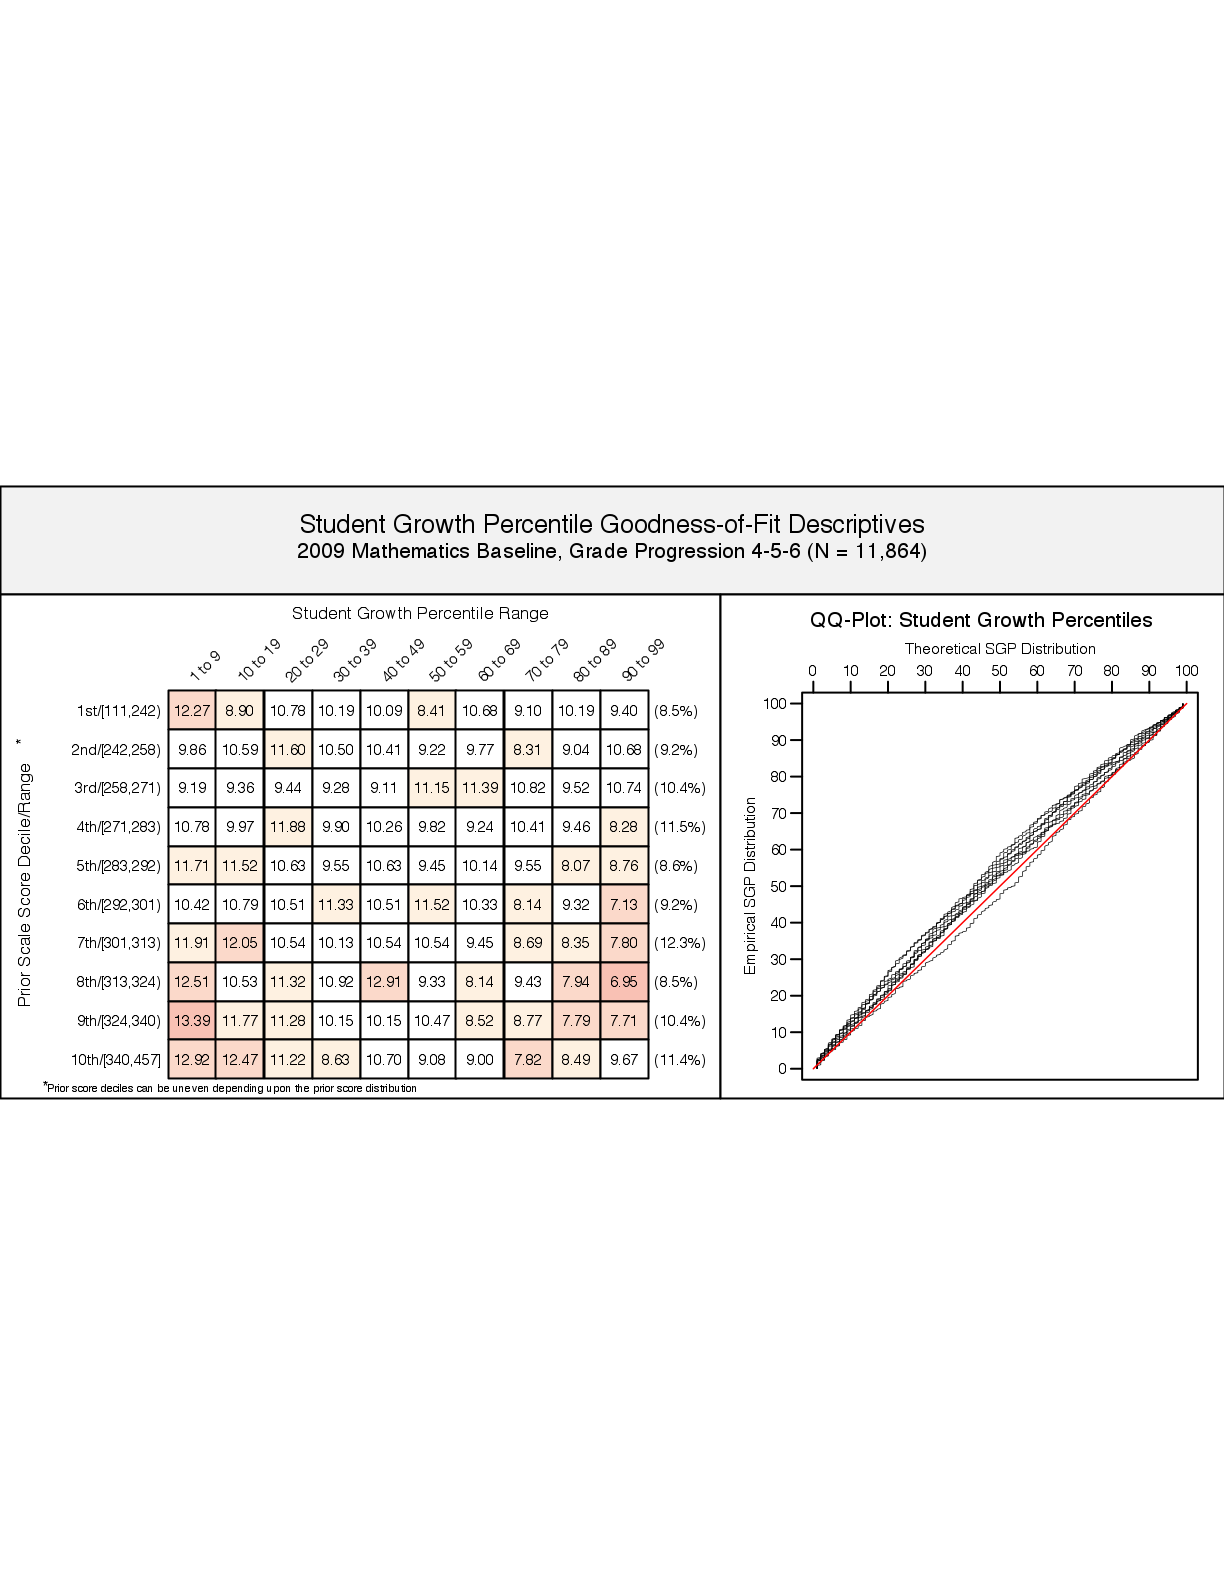 Student Growth Percentile Goodness-of-Fit Descriptives
2009 Mathematics Baseline, Grade Progression 4-5-6 (N = 11,864)
Student Growth Percentile Range
1 to 9 10 to 19 20 to 29 30 to 39 40 to 49 50 to 59 60 to 69 70 to 79 80 to 89 90 to 99
Prior Scale Score Decile/Range *
1st/[111,242) 12.27 8.90 10.78 10.19 10.09 8.41 10.68 9.10 10.19 9.40 (8.5%)
2nd/[242,258) 9.86 10.59 11.60 10.50 10.41 9.22 9.77 8.31 9.04 10.68 (9.2%)
3rd/[258,271) 9.19 9.36 9.44 9.28 9.11 11.15 11.39 10.82 9.52 10.74 (10.4%)
4th/[271,283) 10.78 9.97 11.88 9.90 10.26 9.82 9.24 10.41 9.46 8.28 (11.5%)
5th/[283,292) 11.71 11.52 10.63 9.55 10.63 9.45 10.14 9.55 8.07 8.76 (8.6%)
6th/[292,301) 10.42 10.79 10.51 11.33 10.51 11.52 10.33 8.14 9.32 7.13 (9.2%)
7th/[301,313) 11.91 12.05 10.54 10.13 10.54 10.54 9.45 8.69 8.35 7.80 (12.3%)
8th/[313,324) 12.51 10.53 11.32 10.92 12.91 9.33 8.14 9.43 7.94 6.95 (8.5%)
9th/[324,340) 13.39 11.77 11.28 10.15 10.15 10.47 8.52 8.77 7.79 7.71 (10.4%)
10th/[340,457] 12.92 12.47 11.22 8.63 10.70 9.08 9.00 7.82 8.49 9.67 (11.4%)
*Prior score deciles can be uneven depending upon the prior score distribution
QQ-Plot: Student Growth Percentiles
Theoretical SGP Distribution
0 10 20 30 40 50 60 70 80 90 100
Empirical SGP Distribution
100
90
80
70
60
50
40
30
20
10
0